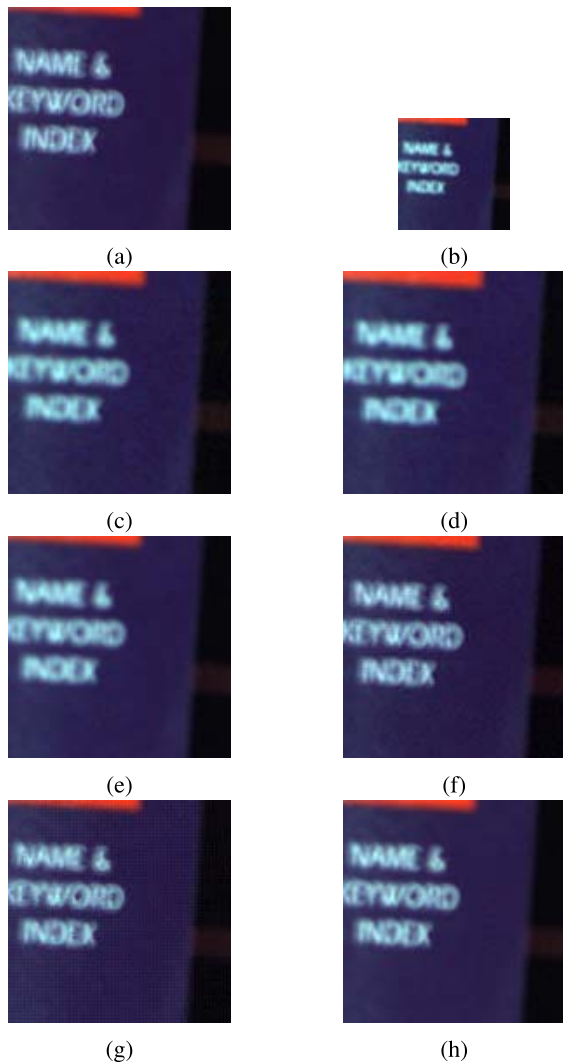 NAME &
KEYWORD
INDEX
NAME &
KEYWORD
INDEX
(a)
(b)
NAME &
KEYWORD
INDEX
NAME &
KEYWORD
INDEX
(c)
(d)
NAME &
KEYWORD
INDEX
NAME &
KEYWORD
INDEX
(e)
(f)
NAME &
KEYWORD
INDEX
NAME &
KEYWORD
INDEX
(g)
(h)